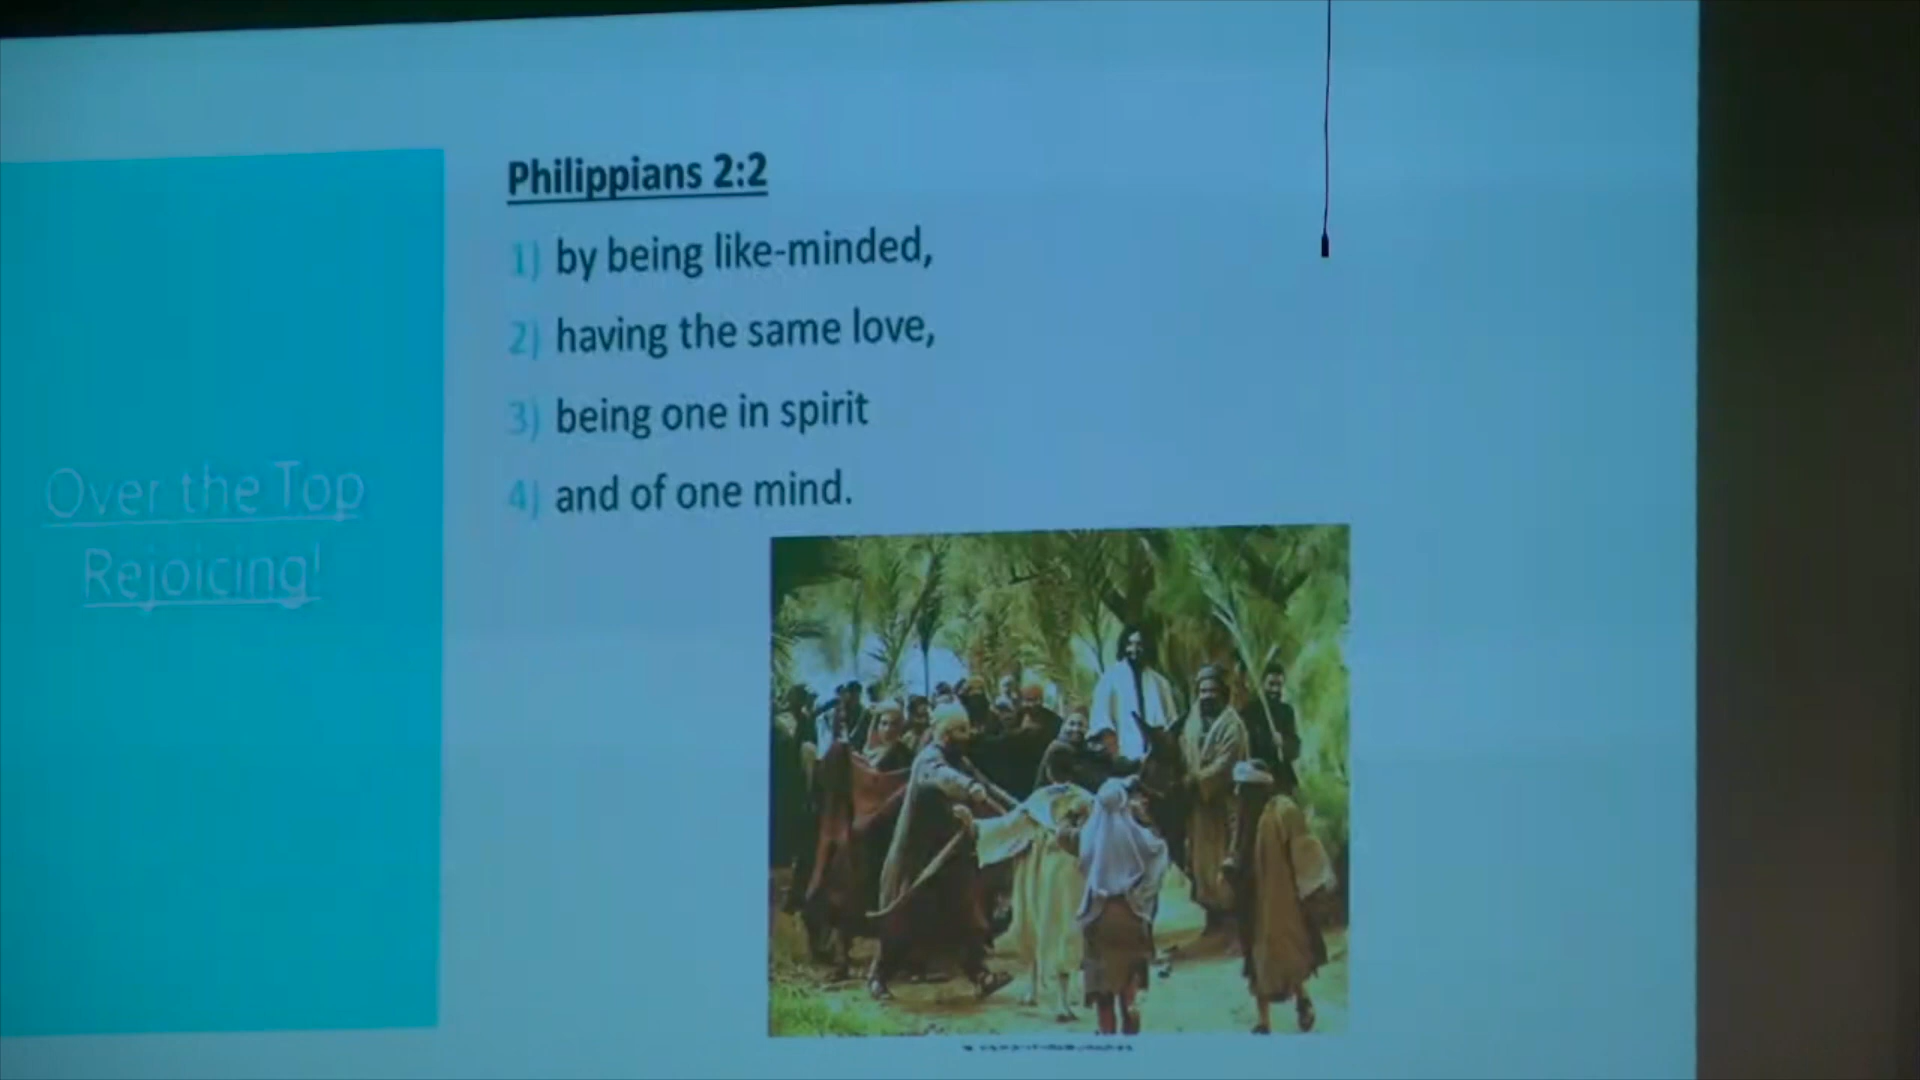 Over the Top
Rejoicing!
Philippians 2:2
1) by being like-minded,
2) having the same love,
3) being one in spirit
4) and of one mind.